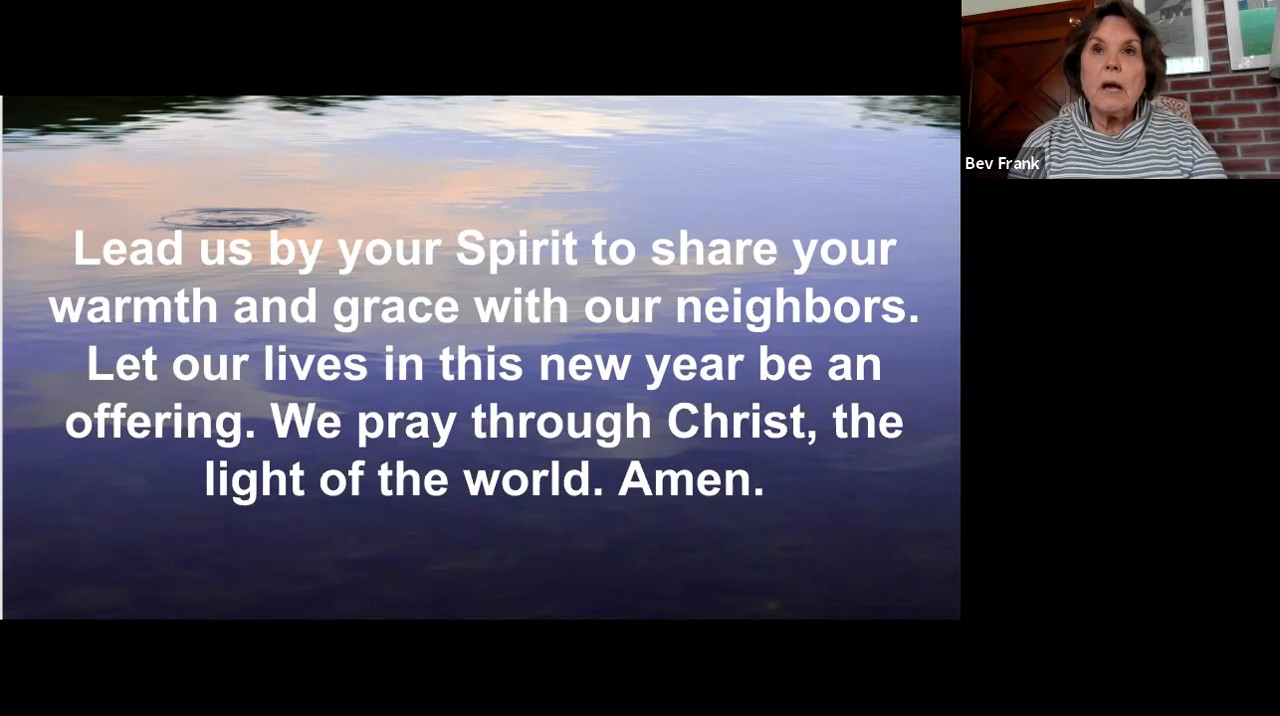 Lead us by your Spirit to share your
warmth and grace with our neighbors.
Let our lives in this new year be an
offering. We pray through Christ, the
light of the world. Amen.
Bev Frank